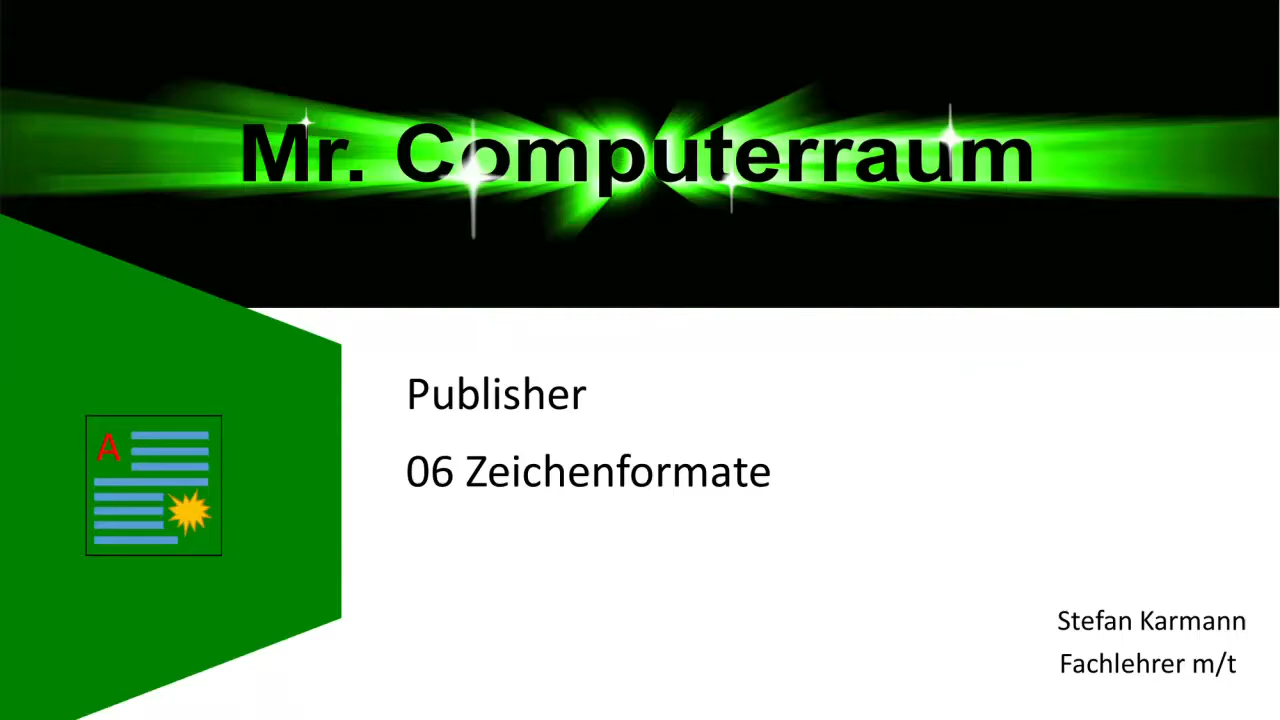 Mr. Computerraum
Publisher
06 Zeichenformate
A
Stefan Karmann
Fachlehrer m/t